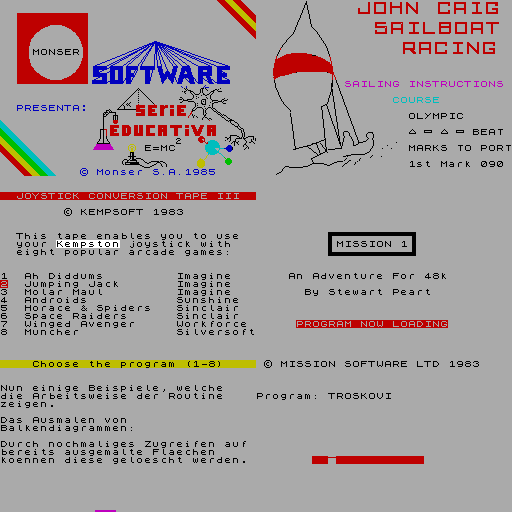 MONSER
SOFTWARE
PRESENTA:
SERIE
EDUCATIVA
E=MC2
© Monser S.A.1985
JOHN CAIG
SAILBOAT
RACING
SAILING INSTRUCTIONS
COURSE
OLYMPIC
BEAT
MARKS TO PORT
1st Mark 090
JOYSTICK CONVERSION TAPE III
© KEMPSOFT 1983
This tape enables you to use
your Kempston joystick with
eight popular arcade games:
1 Ah Diddums Imagine
2 Jumping Jack Imagine
3 Molar Maul Imagine
4 Androids Sunshine
5 Horace & Spiders Sinclair
6 Space Raiders Sinclair
7 Winged Avenger Workforce
8 Muncher Silversoft
Choose the program (1-8)
MISSION 1
An Adventure For 48k
By Stewart Peart
PROGRAM NOW LOADING
© MISSION SOFTWARE LTD 1983
Nun einige Beispiele, welche
die Arbeitsweise der Routine
zeigen.
Das Ausmalen von
Balkendiagrammen:
Durch nochmaliges Zugreifen auf
bereits ausgemalte Flaechen
koennen diese geloescht werden.
Program: TROSKOVI